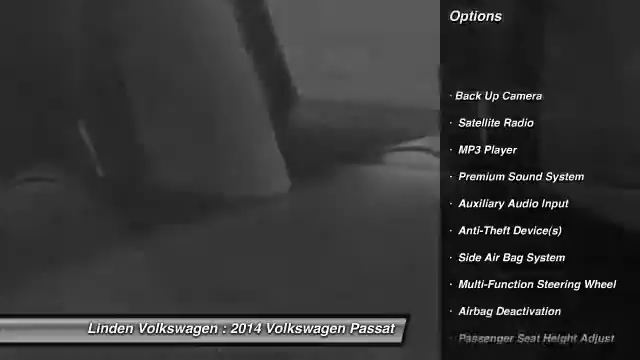 Options
· Back Up Camera
· Satellite Radio
· MP3 Player
· Premium Sound System
· Auxiliary Audio Input
· Anti-Theft Device(s)
· Side Air Bag System
· Multi-Function Steering Wheel
· Airbag Deactivation
· Passenger Seat Height Adjust
Linden Volkswagen : 2014 Volkswagen Passat